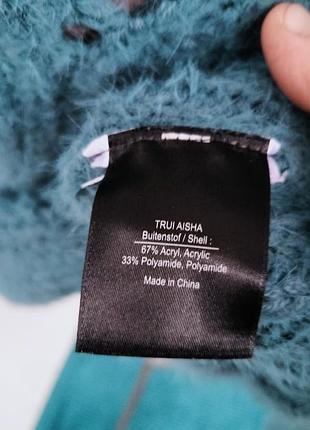 TRUI AISHA
Buitenstof / Shell :
67% Acryl, Acrylic
33% Polyamide, Polyamide
Made in China